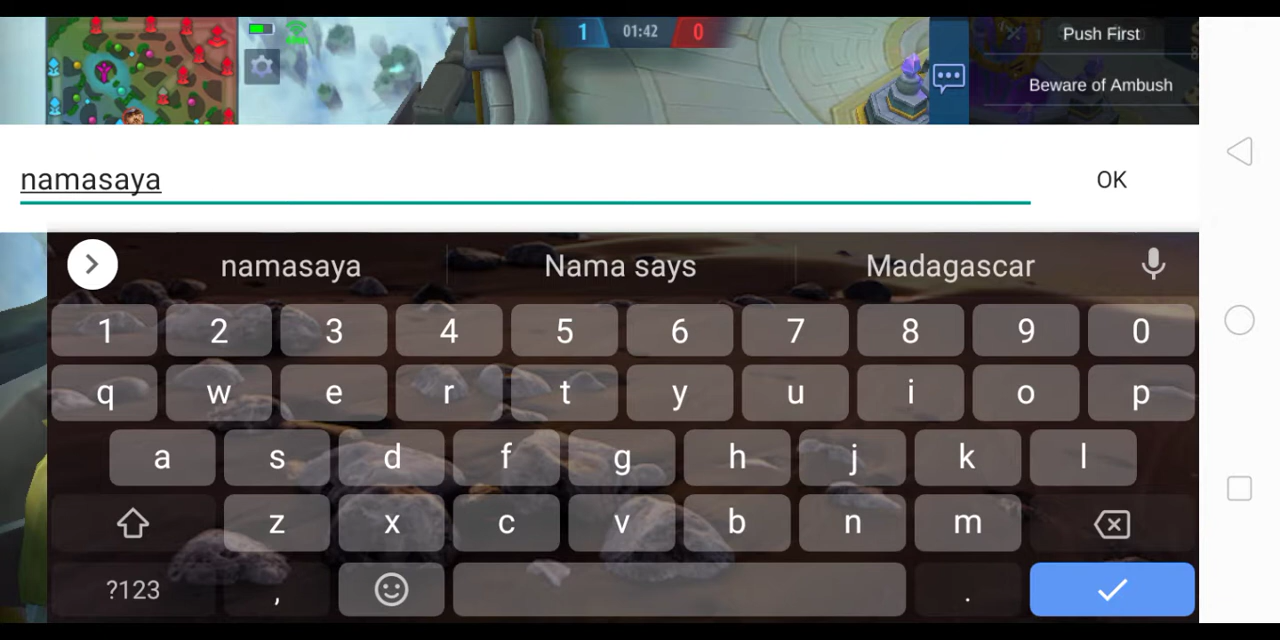 1 01:42 0
Push First
Beware of Ambush
namasaya OK
namasaya Nama says Madagascar
1 2 3 4 5 6 7 8 9 0
q w e r t y u i o p
a s d f g h j k l
z x c v b n m
?123 , .